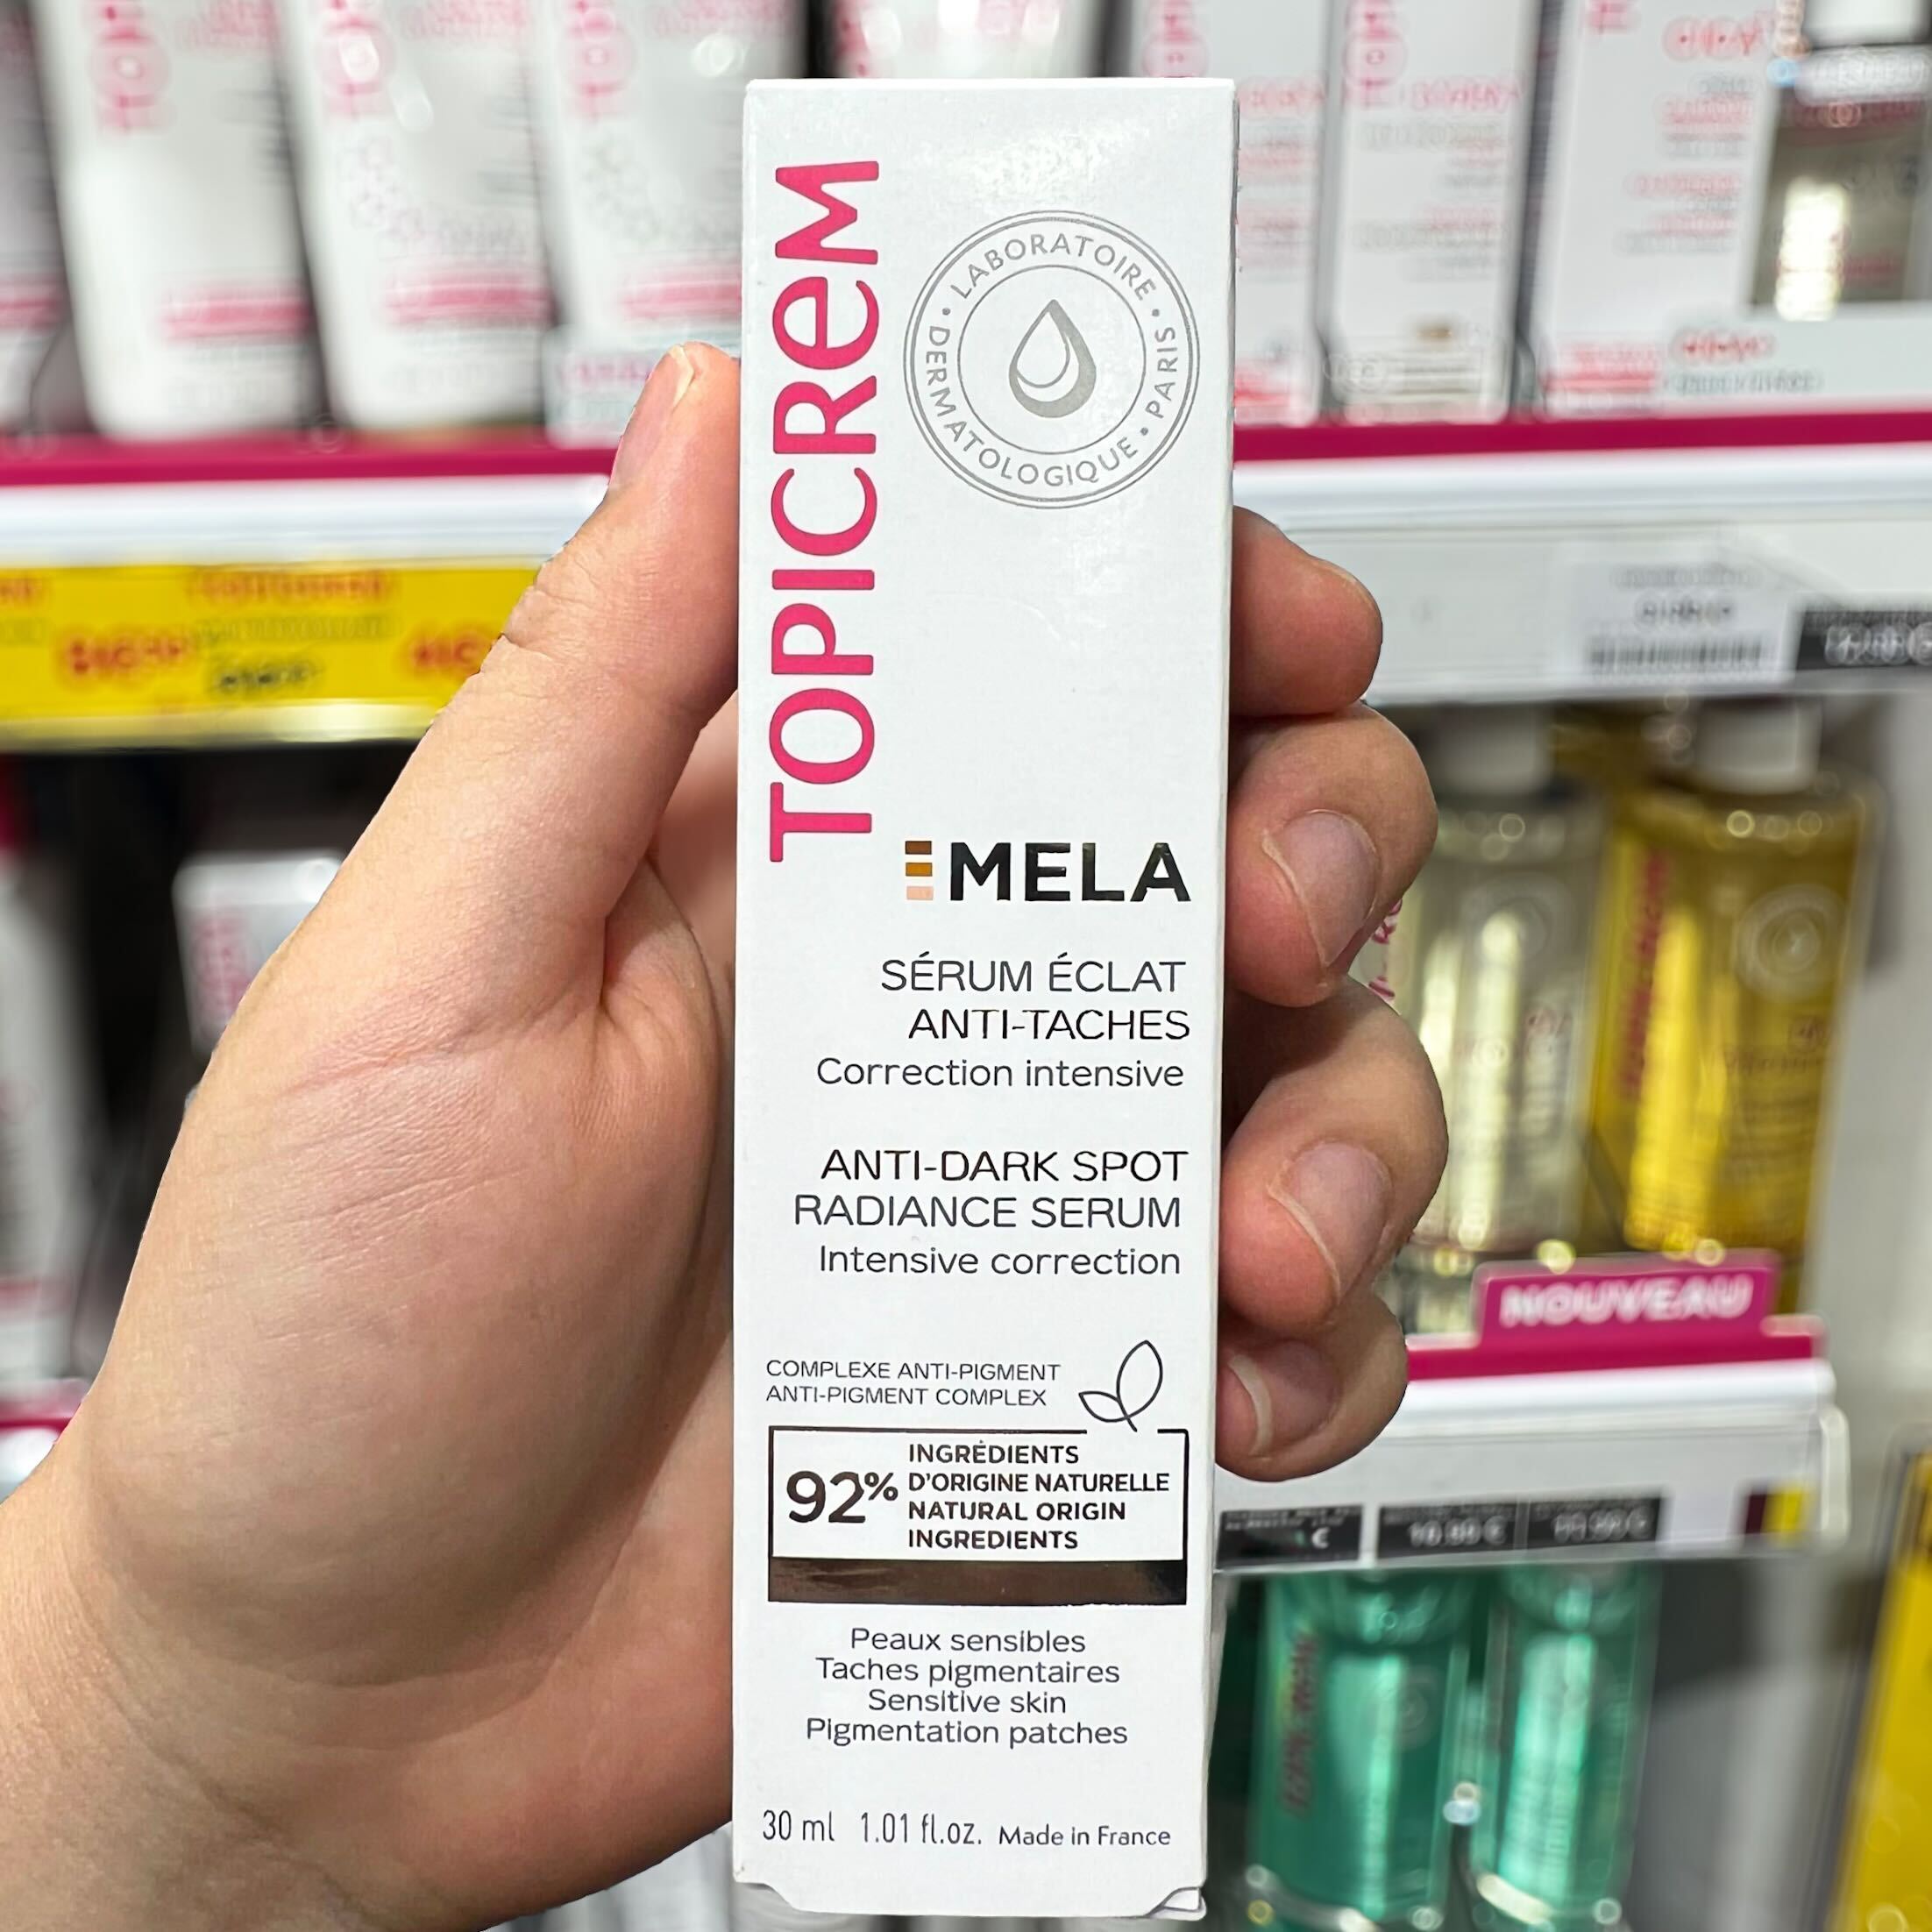 TOPICREM
LABORATOIRE • PARIS • DERMATOLOGIQUE •
MELA
SÉRUM ÉCLAT
ANTI-TACHES
Correction intensive
ANTI-DARK SPOT
RADIANCE SERUM
Intensive correction
COMPLEXE ANTI-PIGMENT
ANTI-PIGMENT COMPLEX
92%
INGRÉDIENTS
D'ORIGINE NATURELLE
NATURAL ORIGIN
INGREDIENTS
Peaux sensibles
Taches pigmentaires
Sensitive skin
Pigmentation patches
30 ml 1.01 fl.oz. Made in France
NOUVEAU